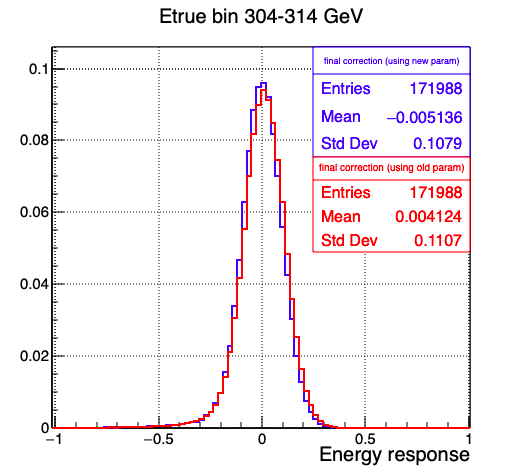 Etrue bin 304-314 GeV
final correction (using new param)
Entries 171988
Mean −0.005136
Std Dev 0.1079
final correction (using old param)
Entries 171988
Mean 0.004124
Std Dev 0.1107
0.1
0.08
0.06
0.04
0.02
0
−1 −0.5 0 0.5 1
Energy response